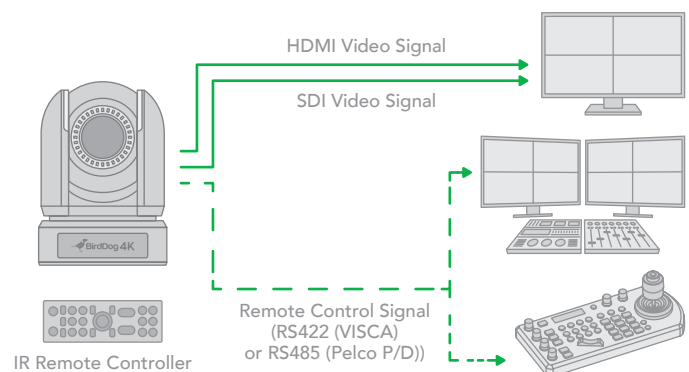 HDMI Video Signal
SDI Video Signal
BirdDog 4K
Remote Control Signal
(RS422 (VISCA)
or RS485 (Pelco P/D))
IR Remote Controller